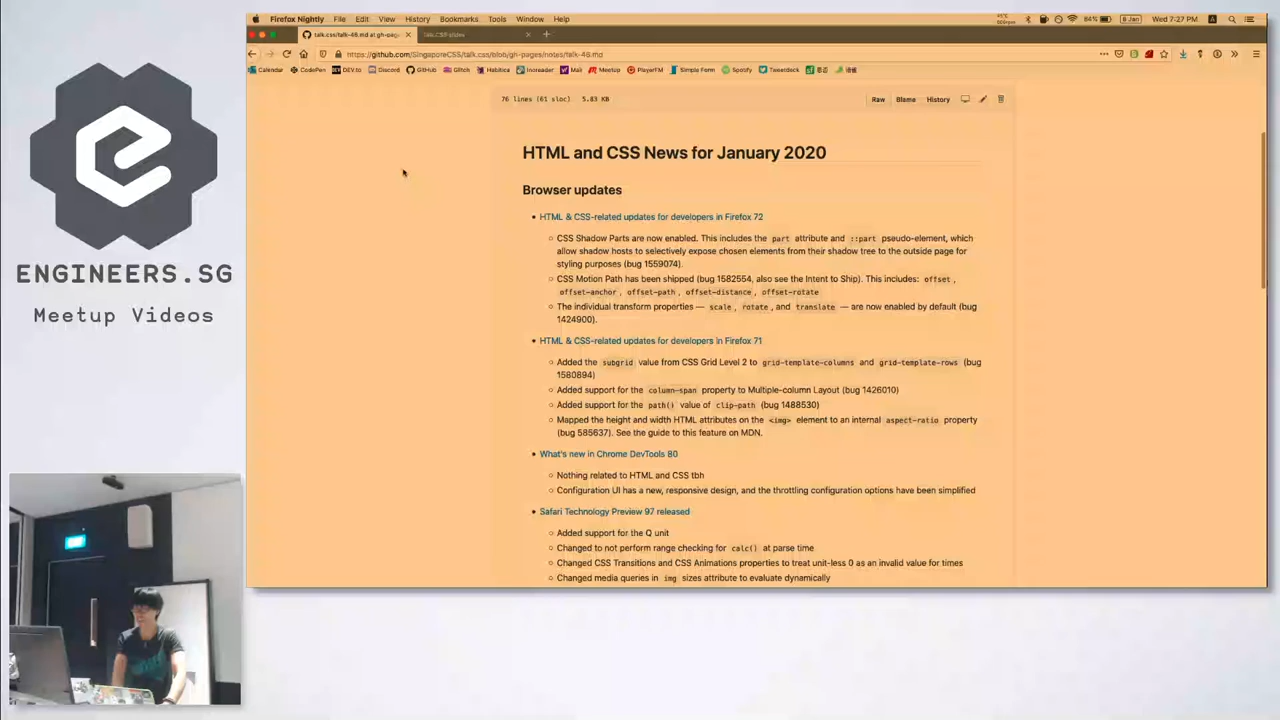 Firefox Nightly File Edit View History Bookmarks Tools Window Help
84% 8 Jan Wed 7:27 PM
talk.css/talk-46.md at gh-pag
Talk.CSS slides
https://github.com/SingaporeCSS/talk.css/blob/gh-pages/notes/talk-46.md
Calendar CodePen DEV.to Discord GitHub Glitch Habitica Inoreader Mail Meetup PlayerFM Simple Form Spotify Tweetdeck
76 lines (61 sloc) 5.83 KB
Raw Blame History
HTML and CSS News for January 2020
Browser updates
HTML & CSS-related updates for developers in Firefox 72
CSS Shadow Parts are now enabled. This includes the part attribute and ::part pseudo-element, which
allow shadow hosts to selectively expose chosen elements from their shadow tree to the outside page for
styling purposes (bug 1559074).
CSS Motion Path has been shipped (bug 1582554, also see the Intent to Ship). This includes: offset ,
offset-anchor , offset-path , offset-distance , offset-rotate
The individual transform properties — scale , rotate , and translate — are now enabled by default (bug
1424900).
HTML & CSS-related updates for developers in Firefox 71
Added the subgrid value from CSS Grid Level 2 to grid-template-columns and grid-template-rows (bug
1580894)
Added support for the column-span property to Multiple-column Layout (bug 1426010)
Added support for the path() value of clip-path (bug 1488530)
Mapped the height and width HTML attributes on the <img> element to an internal aspect-ratio property
(bug 585637). See the guide to this feature on MDN.
What's new in Chrome DevTools 80
Nothing related to HTML and CSS tbh
Configuration UI has a new, responsive design, and the throttling configuration options have been simplified
Safari Technology Preview 97 released
Added support for the Q unit
Changed to not perform range checking for calc() at parse time
Changed CSS Transitions and CSS Animations properties to treat unit-less 0 as an invalid value for times
Changed media queries in img sizes attribute to evaluate dynamically
ENGINEERS.SG
Meetup Videos